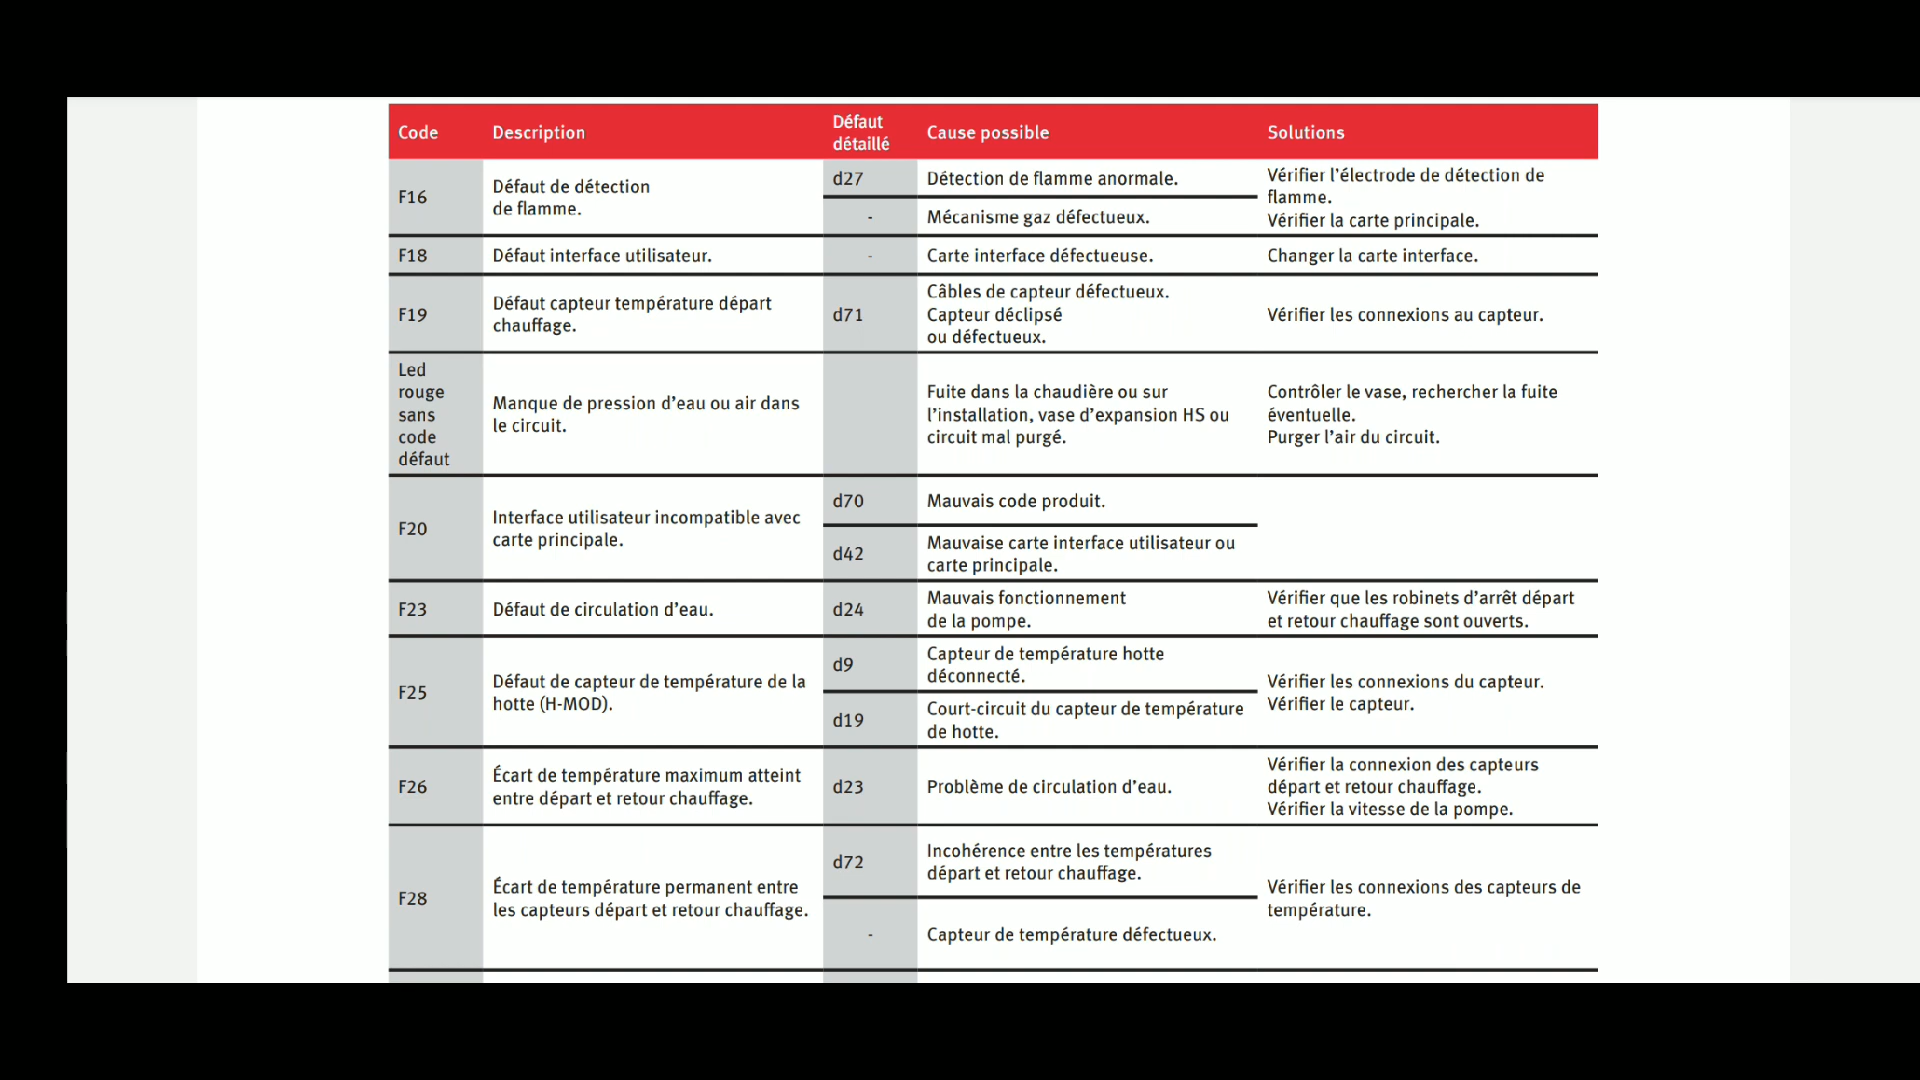 Code
Description
Défaut
détaillé
Cause possible
Solutions
F16
Défaut de détection
de flamme.
d27
Détection de flamme anormale.
-
Mécanisme gaz défectueux.
Vérifier l'électrode de détection de
flamme.
Vérifier la carte principale.
F18
Défaut interface utilisateur.
-
Carte interface défectueuse.
Changer la carte interface.
F19
Défaut capteur température départ
chauffage.
d71
Câbles de capteur défectueux.
Capteur déclipsé
ou défectueux.
Vérifier les connexions au capteur.
Led
rouge
sans
code
défaut
Manque de pression d'eau ou air dans
le circuit.
Fuite dans la chaudière ou sur
l'installation, vase d'expansion HS ou
circuit mal purgé.
Contrôler le vase, rechercher la fuite
éventuelle.
Purger l'air du circuit.
F20
Interface utilisateur incompatible avec
carte principale.
d70
Mauvais code produit.
d42
Mauvaise carte interface utilisateur ou
carte principale.
F23
Défaut de circulation d'eau.
d24
Mauvais fonctionnement
de la pompe.
Vérifier que les robinets d'arrêt départ
et retour chauffage sont ouverts.
F25
Défaut de capteur de température de la
hotte (H-MOD).
d9
Capteur de température hotte
déconnecté.
d19
Court-circuit du capteur de température
de hotte.
Vérifier les connexions du capteur.
Vérifier le capteur.
F26
Écart de température maximum atteint
entre départ et retour chauffage.
d23
Problème de circulation d'eau.
Vérifier la connexion des capteurs
départ et retour chauffage.
Vérifier la vitesse de la pompe.
F28
Écart de température permanent entre
les capteurs départ et retour chauffage.
d72
Incohérence entre les températures
départ et retour chauffage.
-
Capteur de température défectueux.
Vérifier les connexions des capteurs de
température.